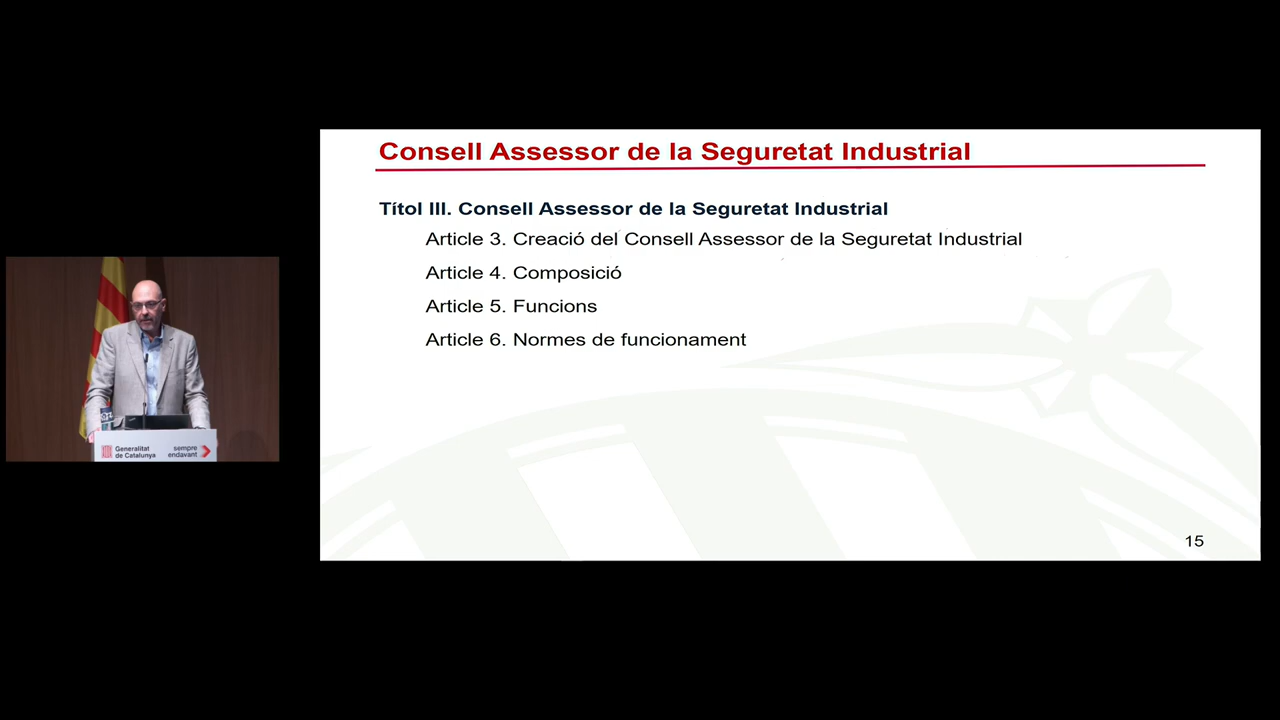 Consell Assessor de la Seguretat Industrial
Títol III. Consell Assessor de la Seguretat Industrial
Article 3. Creació del Consell Assessor de la Seguretat Industrial
Article 4. Composició
Article 5. Funcions
Article 6. Normes de funcionament
15
Generalitat
de Catalunya
sempre
endavant